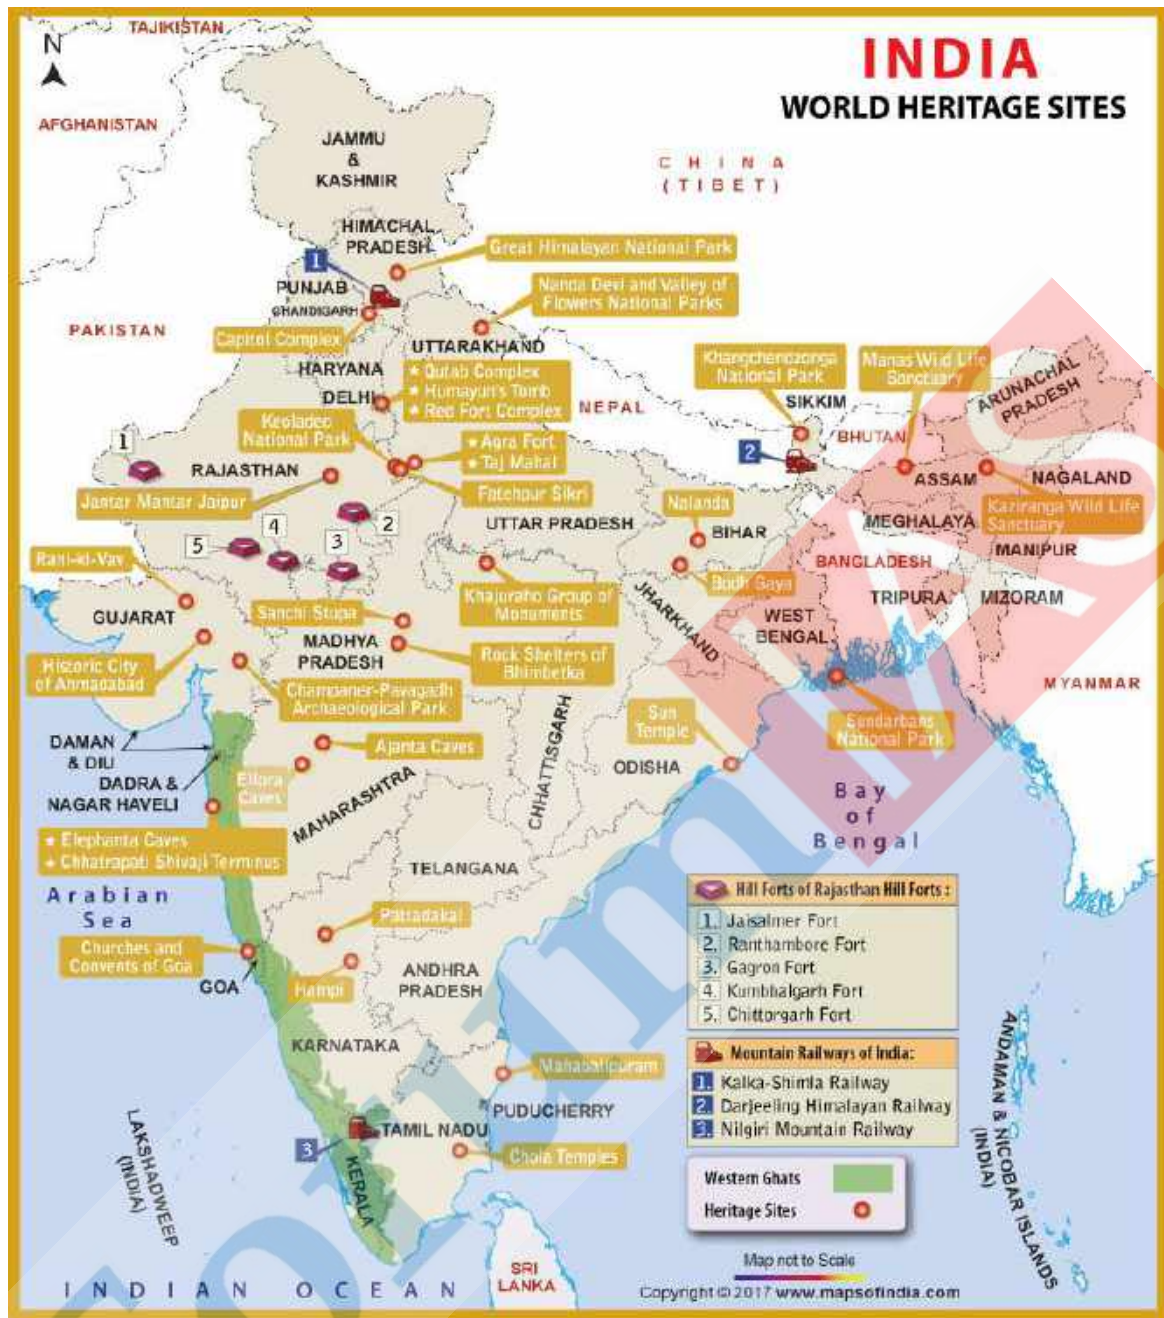 TAJIKISTAN
N
INDIA
WORLD HERITAGE SITES
AFGHANISTAN
JAMMU
&
KASHMIR
CHINA
(TIBET)
HIMACHAL
PRADESH
Great Himalayan National Park
1
PUNJAB
Nanda Devi and Valley of
Flowers National Parks
CHANDIGARH
PAKISTAN
Capitol Complex
UTTARAKHAND
Khangchendzonga
National Park
Manas Wild Life
Sanctuary
ARUNACHAL
PRADESH
HARYANA
★ Qutab Complex
★ Humayun's Tomb
★ Red Fort Complex
DELHI
NEPAL
SIKKIM
BHUTAN
Keoladeo
National Park
1
★ Agra Fort
★ Taj Mahal
2
RAJASTHAN
ASSAM
NAGALAND
Jantar Mantar Jaipur
Fatehpur Sikri
Nalanda
Kaziranga Wild Life
Sanctuary
4
2
UTTAR PRADESH
BIHAR
MEGHALAYA
5
3
MANIPUR
Rani-ki-Vav
BANGLADESH
Bodh Gaya
Khajuraho Group of
Monuments
JHARKHAND
TRIPURA
MIZORAM
GUJARAT
Sanchi Stupa
WEST
BENGAL
MADHYA
PRADESH
Rock Shelters of
Bhimbetka
Historic City
of Ahmadabad
Champaner-Pavagadh
Archaeological Park
MYANMAR
Sun
Temple
Sundarbans
National Park
DAMAN
& DIU
Ajanta Caves
CHHATTISGARH
ODISHA
DADRA &
NAGAR HAVELI
Ellora
Caves
MAHARASHTRA
Bay
of
Bengal
★ Elephanta Caves
★ Chhatrapati Shivaji Terminus
TELANGANA
Arabian
Sea
Hill Forts of Rajasthan Hill Forts :
1. Jaisalmer Fort
2. Ranthambore Fort
3. Gagron Fort
4. Kumbhalgarh Fort
5. Chittorgarh Fort
Pattadakal
Churches and
Convents of Goa
GOA
Hampi
ANDHRA
PRADESH
KARNATAKA
Mountain Railways of India:
1. Kalka-Shimla Railway
2. Darjeeling Himalayan Railway
3. Nilgiri Mountain Railway
Mahabalipuram
PUDUCHERRY
TAMIL NADU
3
KERALA
Chola Temples
LAKSHADWEEP
(INDIA)
ANDAMAN & NICOBAR ISLANDS
(INDIA)
Western Ghats
Heritage Sites
SRI
LANKA
Map not to Scale
INDIAN OCEAN
Copyright © 2017 www.mapsofindia.com
ForumIAS